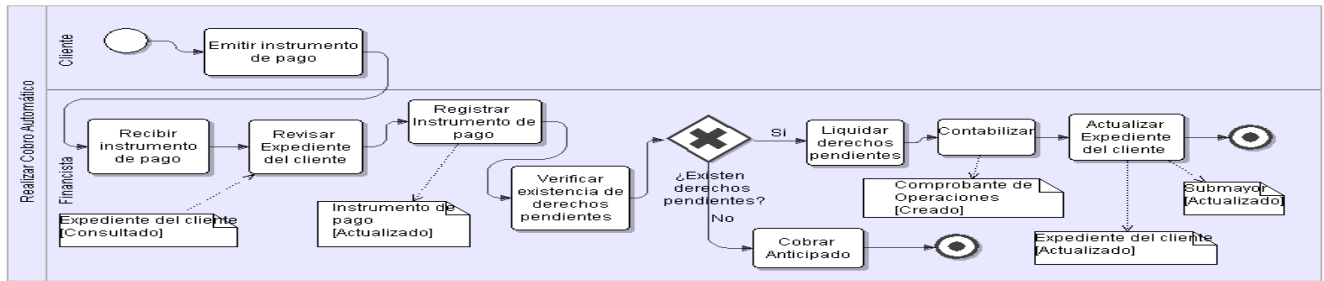 Realizar Cobro Automático
Cliente
Emitir instrumento
de pago
Financista
Recibir
instrumento
de pago
Revisar
Expediente
del cliente
Registrar
Instrumento de
pago
Verificar
existencia de
derechos
pendientes
¿Existen
derechos
pendientes?
Si
No
Liquidar
derechos
pendientes
Contabilizar
Actualizar
Expediente
del cliente
Cobrar
Anticipado
Expediente del cliente
[Consultado]
Instrumento de
pago
[Actualizado]
Comprobante de
Operaciones
[Creado]
Submayor
[Actualizado]
Expediente del cliente
[Actualizado]